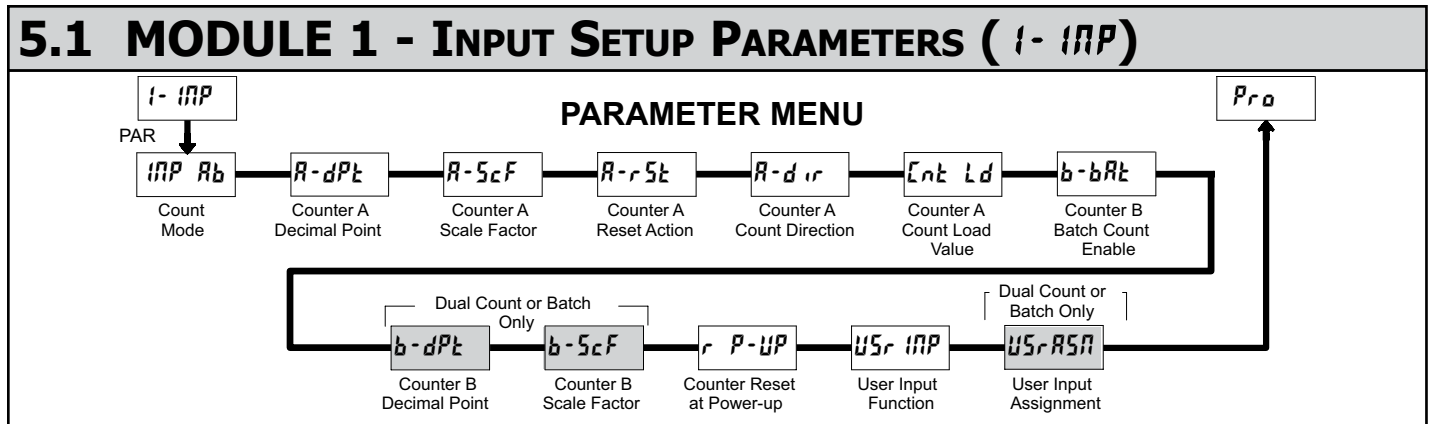 5.1 MODULE 1 - INPUT SETUP PARAMETERS ( 1- INP)
1- INP
PARAMETER MENU
Pro
PAR
INP Ab
A-dPt
A-ScF
A-rSt
A-dir
Cnt Ld
b-bAt
Count
Mode
Counter A
Decimal Point
Counter A
Scale Factor
Counter A
Reset Action
Counter A
Count Direction
Counter A
Count Load
Value
Counter B
Batch Count
Enable
Dual Count or Batch
Only
Dual Count or
Batch Only
b-dPt
b-ScF
r P-UP
USr INP
USrASN
Counter B
Decimal Point
Counter B
Scale Factor
Counter Reset
at Power-up
User Input
Function
User Input
Assignment